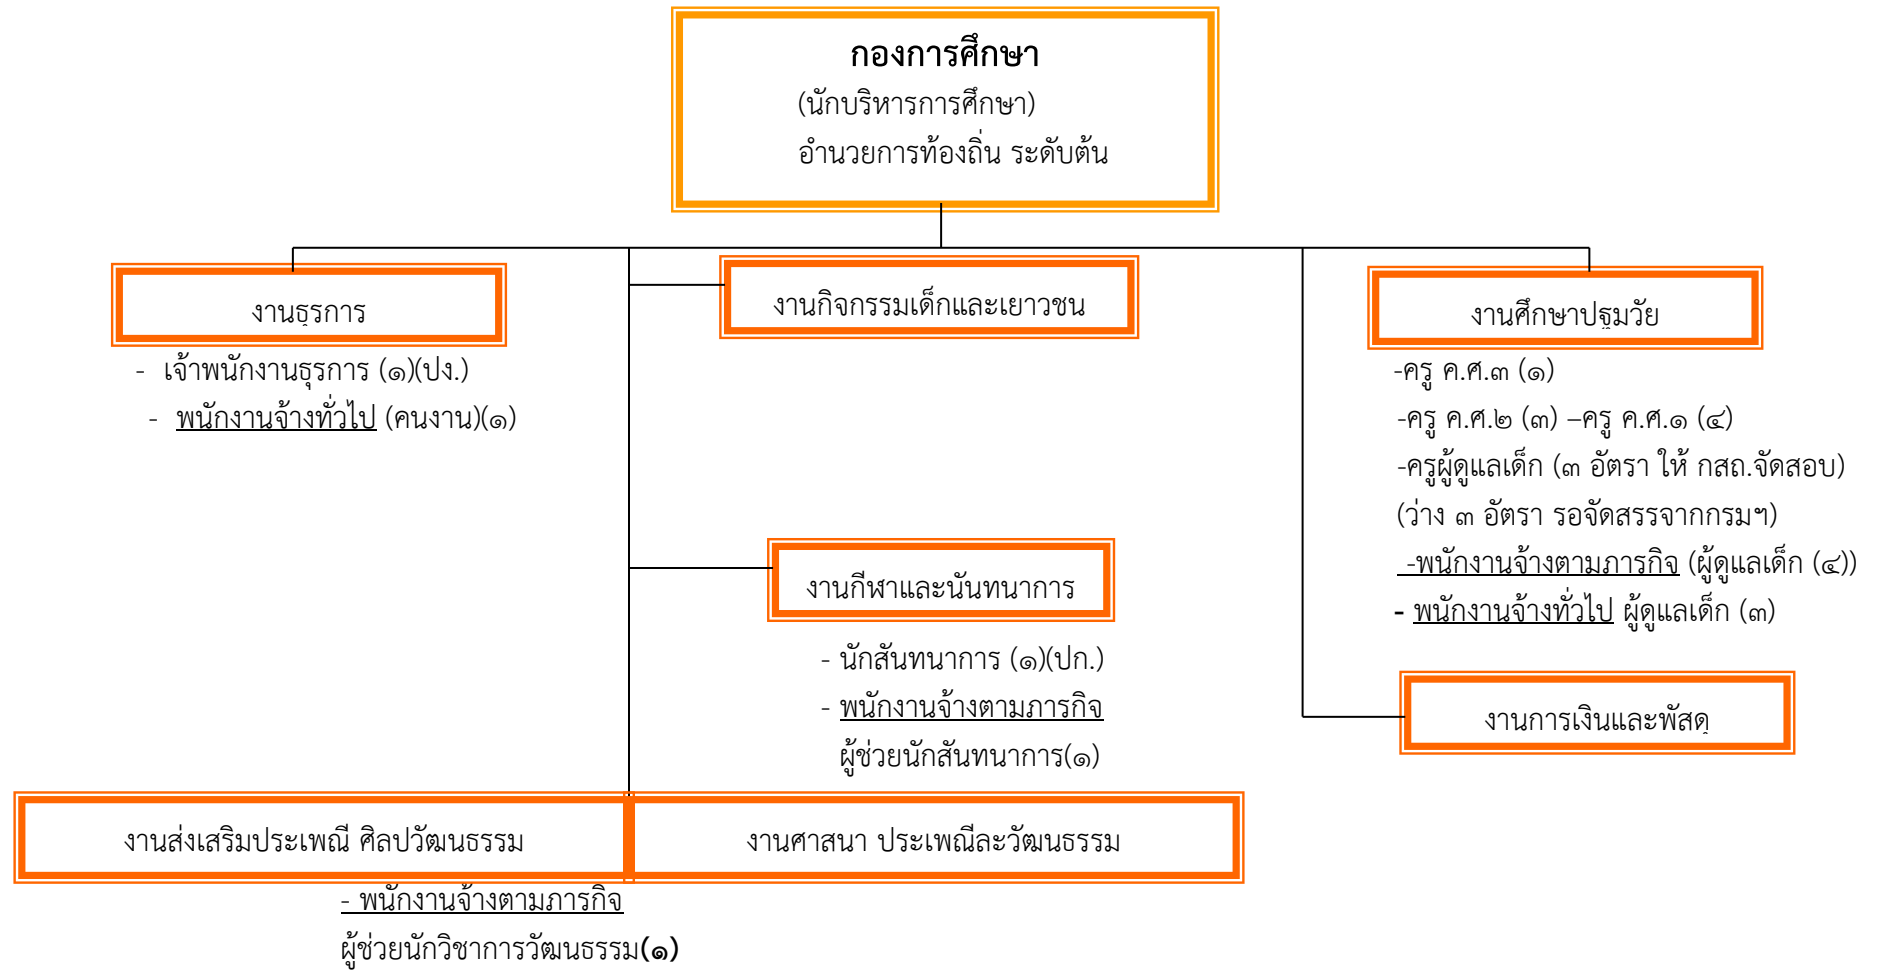 กองการศึกษา
(นักบริหารการศึกษา)
อำนวยการท้องถิ่น ระดับต้น
งานธุรการ
- เจ้าพนักงานธุรการ (๑)(ปง.)
- พนักงานจ้างทั่วไป (คนงาน)(๑)
งานกิจกรรมเด็กและเยาวชน
งานกีฬาและนันทนาการ
- นักสันทนาการ (๑)(ปก.)
- พนักงานจ้างตามภารกิจ
ผู้ช่วยนักสันทนาการ(๑)
งานศึกษาปฐมวัย
-ครู ค.ศ.๓ (๑)
-ครู ค.ศ.๒ (๓) –ครู ค.ศ.๑ (๔)
-ครูผู้ดูแลเด็ก (๓ อัตรา ให้ กสถ.จัดสอบ)
(ว่าง ๓ อัตรา รอจัดสรรจากกรมฯ)
-พนักงานจ้างตามภารกิจ (ผู้ดูแลเด็ก (๔))
- พนักงานจ้างทั่วไป ผู้ดูแลเด็ก (๓)
งานการเงินและพัสดุ
งานส่งเสริมประเพณี ศิลปวัฒนธรรม
- พนักงานจ้างตามภารกิจ
ผู้ช่วยนักวิชาการวัฒนธรรม(๑)
งานศาสนา ประเพณีละวัฒนธรรม